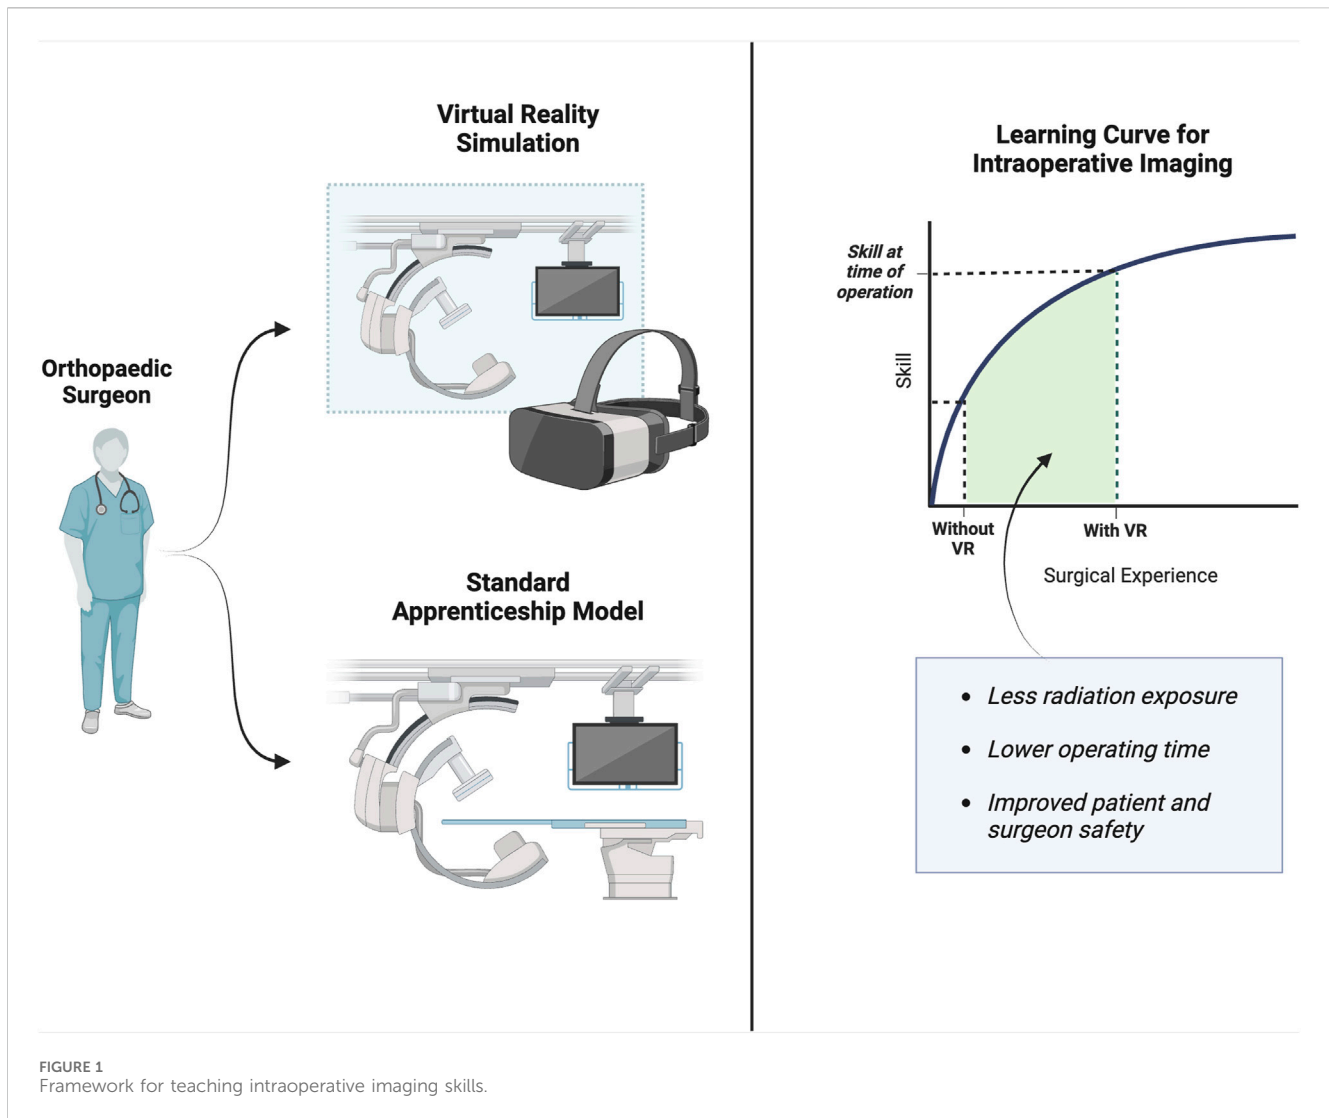 Virtual Reality
Simulation
Orthopaedic
Surgeon
Standard
Apprenticeship Model
Learning Curve for
Intraoperative Imaging
Skill at
time of
operation
Skill
Without
VR
With VR
Surgical Experience
• Less radiation exposure
• Lower operating time
• Improved patient and
surgeon safety
FIGURE 1
Framework for teaching intraoperative imaging skills.